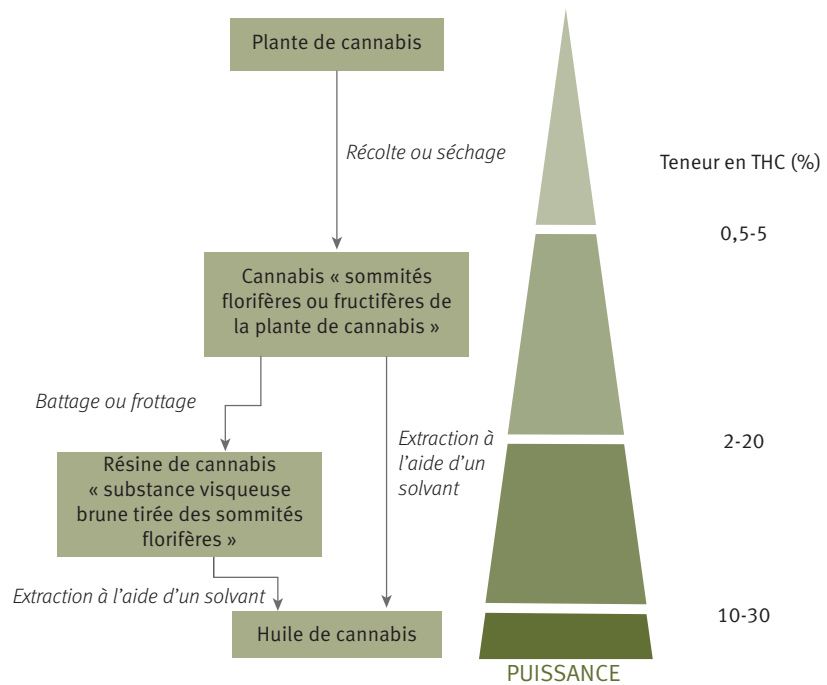 Plante de cannabis
Récolte ou séchage
Teneur en THC (%)
0,5-5
Cannabis « sommités
florifères ou fructifères de
la plante de cannabis »
Battage ou frottage
Extraction à
l’aide d’un
solvant
2-20
Résine de cannabis
« substance visqueuse
brune tirée des sommités
florifères »
Extraction à l’aide d’un solvant
10-30
Huile de cannabis
PUISSANCE